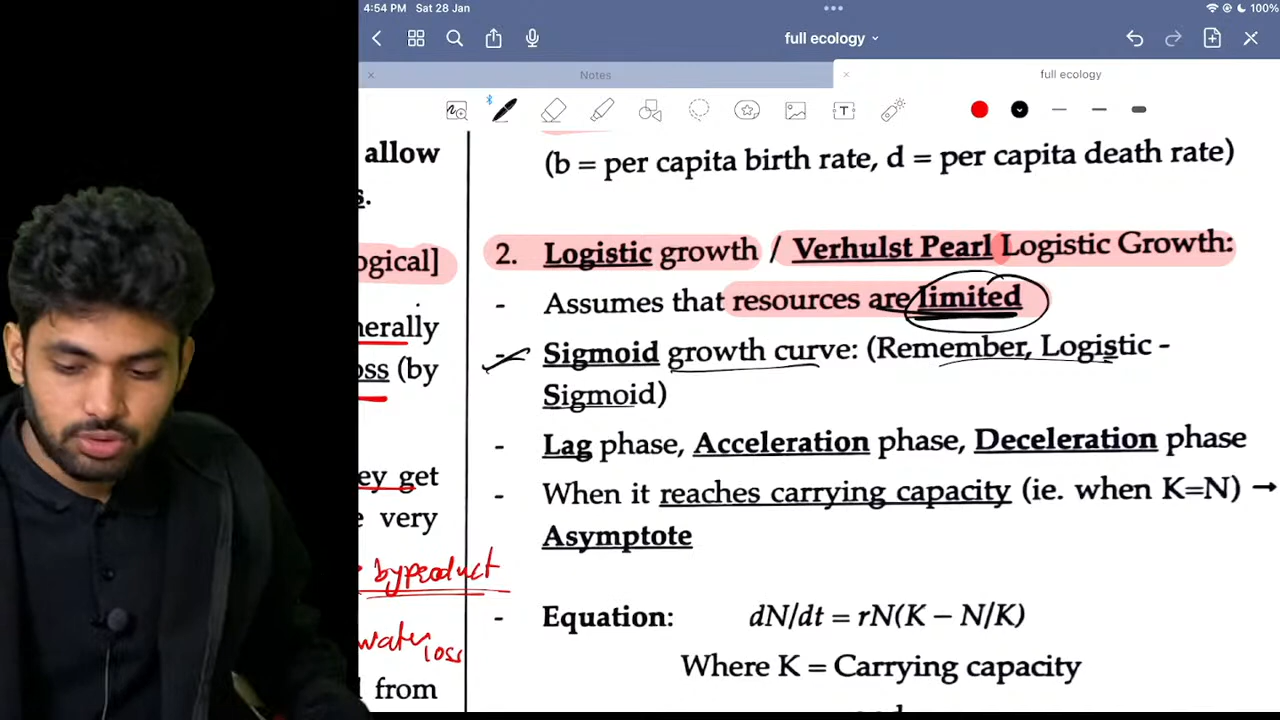 4:54 PM Sat 28 Jan
100%
full ecology
Notes
full ecology
T
allow
s.
(b = per capita birth rate, d = per capita death rate)
ogical]
2. Logistic growth / Verhulst Pearl Logistic Growth:
- Assumes that resources are limited
nerally
- Sigmoid growth curve: (Remember, Logistic -
oss (by
Sigmoid)
- Lag phase, Acceleration phase, Deceleration phase
ey get
- When it reaches carrying capacity (ie. when K=N) →
e very
Asymptote
byproduct
- Equation: dN/dt = rN(K – N/K)
water loss
Where K = Carrying capacity
from